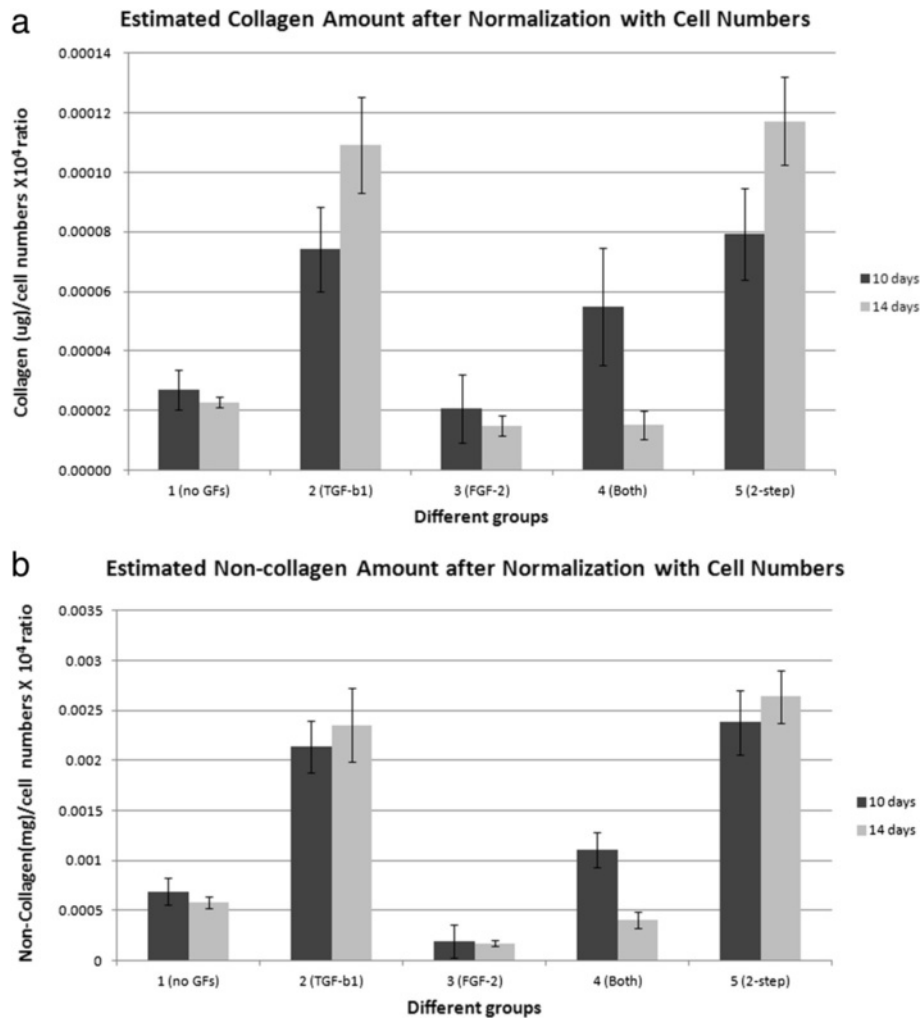 a
Estimated Collagen Amount after Normalization with Cell Numbers
Collagen (ug)/cell numbers X10⁴ ratio
0.00014
0.00012
0.00010
0.00008
0.00006
0.00004
0.00002
0.00000
1 (no GFs) 2 (TGF-b1) 3 (FGF-2) 4 (Both) 5 (2-step)
Different groups
10 days
14 days
b
Estimated Non-collagen Amount after Normalization with Cell Numbers
Non-Collagen(mg)/cell numbers X 10⁴ ratio
0.0035
0.003
0.0025
0.002
0.0015
0.001
0.0005
0
1 (no GFs) 2 (TGF-b1) 3 (FGF-2) 4 (Both) 5 (2-step)
Different groups
10 days
14 days